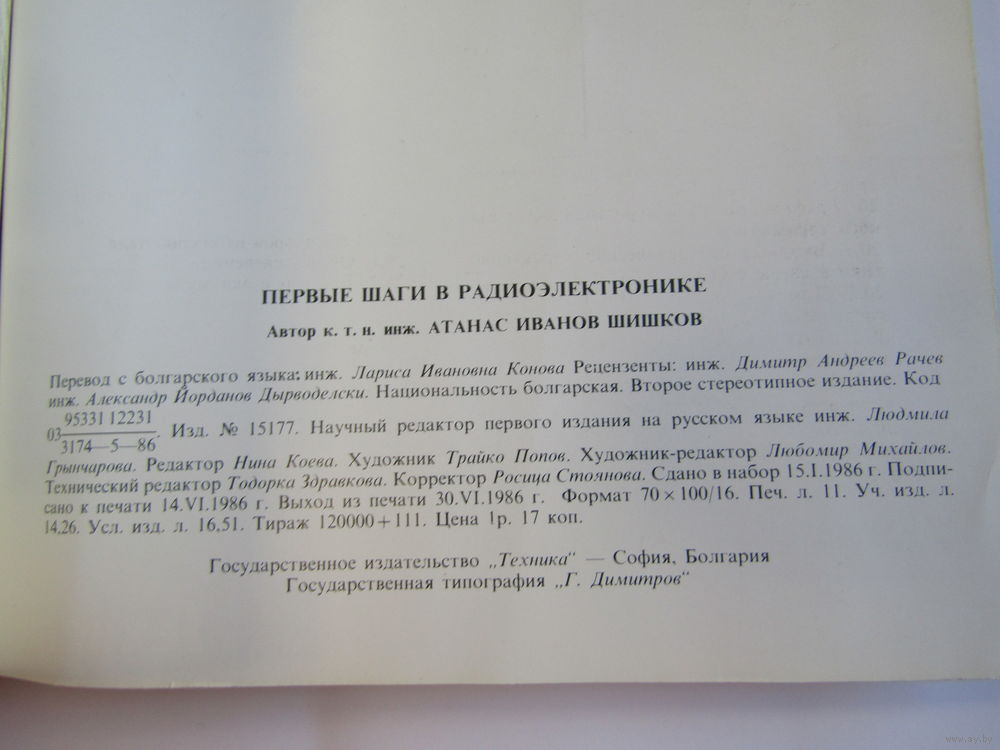 ПЕРВЫЕ ШАГИ В РАДИОЭЛЕКТРОНИКЕ
Автор к. т. н. инж. АТАНАС ИВАНОВ ШИШКОВ
Перевод с болгарского языка: инж. Лариса Ивановна Конова Рецензенты: инж. Димитр Андреев Рачев
инж. Александр Йорданов Дырводелски. Национальность болгарская. Второе стереотипное издание. Код
03 95331 12231 / 3174—5—86. Изд. № 15177. Научный редактор первого издания на русском языке инж. Людмила
Грынчарова. Редактор Нина Коева. Художник Трайко Попов. Художник-редактор Любомир Михайлов.
Технический редактор Тодорка Здравкова. Корректор Росица Стоянова. Сдано в набор 15.I.1986 г. Подпи-
сано к печати 14.VI.1986 г. Выход из печати 30.VI.1986 г. Формат 70×100/16. Печ. л. 11. Уч. изд. л.
14,26. Усл. изд. л. 16,51. Тираж 120000+111. Цена 1р. 17 коп.
Государственное издательство „Техника“ — София, Болгария
Государственная типография „Г. Димитров“
www.ay.by